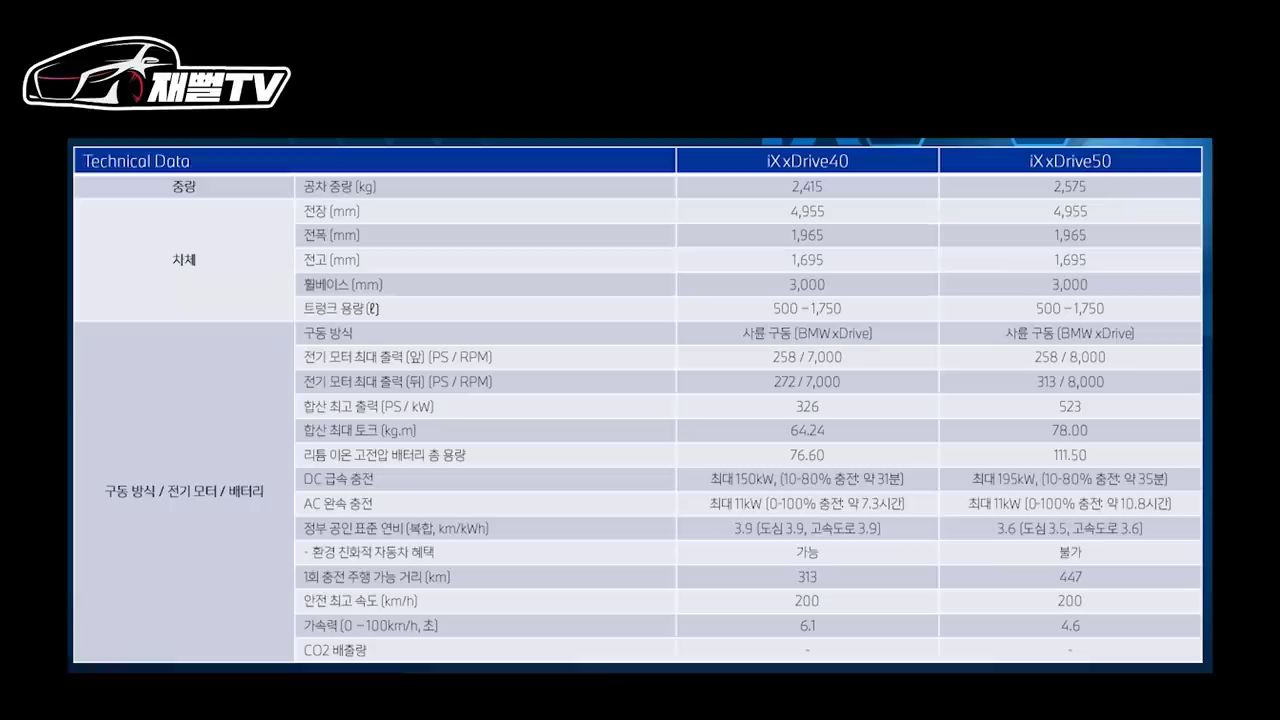 재뻘TV
Technical Data iX xDrive40 iX xDrive50
중량 공차 중량 (kg) 2,415 2,575
차체 전장 (mm) 4,955 4,955
전폭 (mm) 1,965 1,965
전고 (mm) 1,695 1,695
휠베이스 (mm) 3,000 3,000
트렁크 용량 (ℓ) 500 – 1,750 500 – 1,750
구동 방식 / 전기 모터 / 배터리 구동 방식 사륜 구동 (BMW xDrive) 사륜 구동 (BMW xDrive)
전기 모터 최대 출력 (앞) (PS / RPM) 258 / 7,000 258 / 8,000
전기 모터 최대 출력 (뒤) (PS / RPM) 272 / 7,000 313 / 8,000
합산 최고 출력 (PS / kW) 326 523
합산 최대 토크 (kg.m) 64.24 78.00
리튬 이온 고전압 배터리 총 용량 76.60 111.50
DC 급속 충전 최대 150kW, (10-80% 충전: 약 31분) 최대 195kW, (10-80% 충전: 약 35분)
AC 완속 충전 최대 11kW (0-100% 충전: 약 7.3시간) 최대 11kW (0-100% 충전: 약 10.8시간)
정부 공인 표준 연비 (복합, km/kWh) 3.9 (도심 3.9, 고속도로 3.9) 3.6 (도심 3.5, 고속도로 3.6)
- 환경 친화적 자동차 혜택 가능 불가
1회 충전 주행 가능 거리 (km) 313 447
안전 최고 속도 (km/h) 200 200
가속력 (0 – 100km/h, 초) 6.1 4.6
CO2 배출량 - -